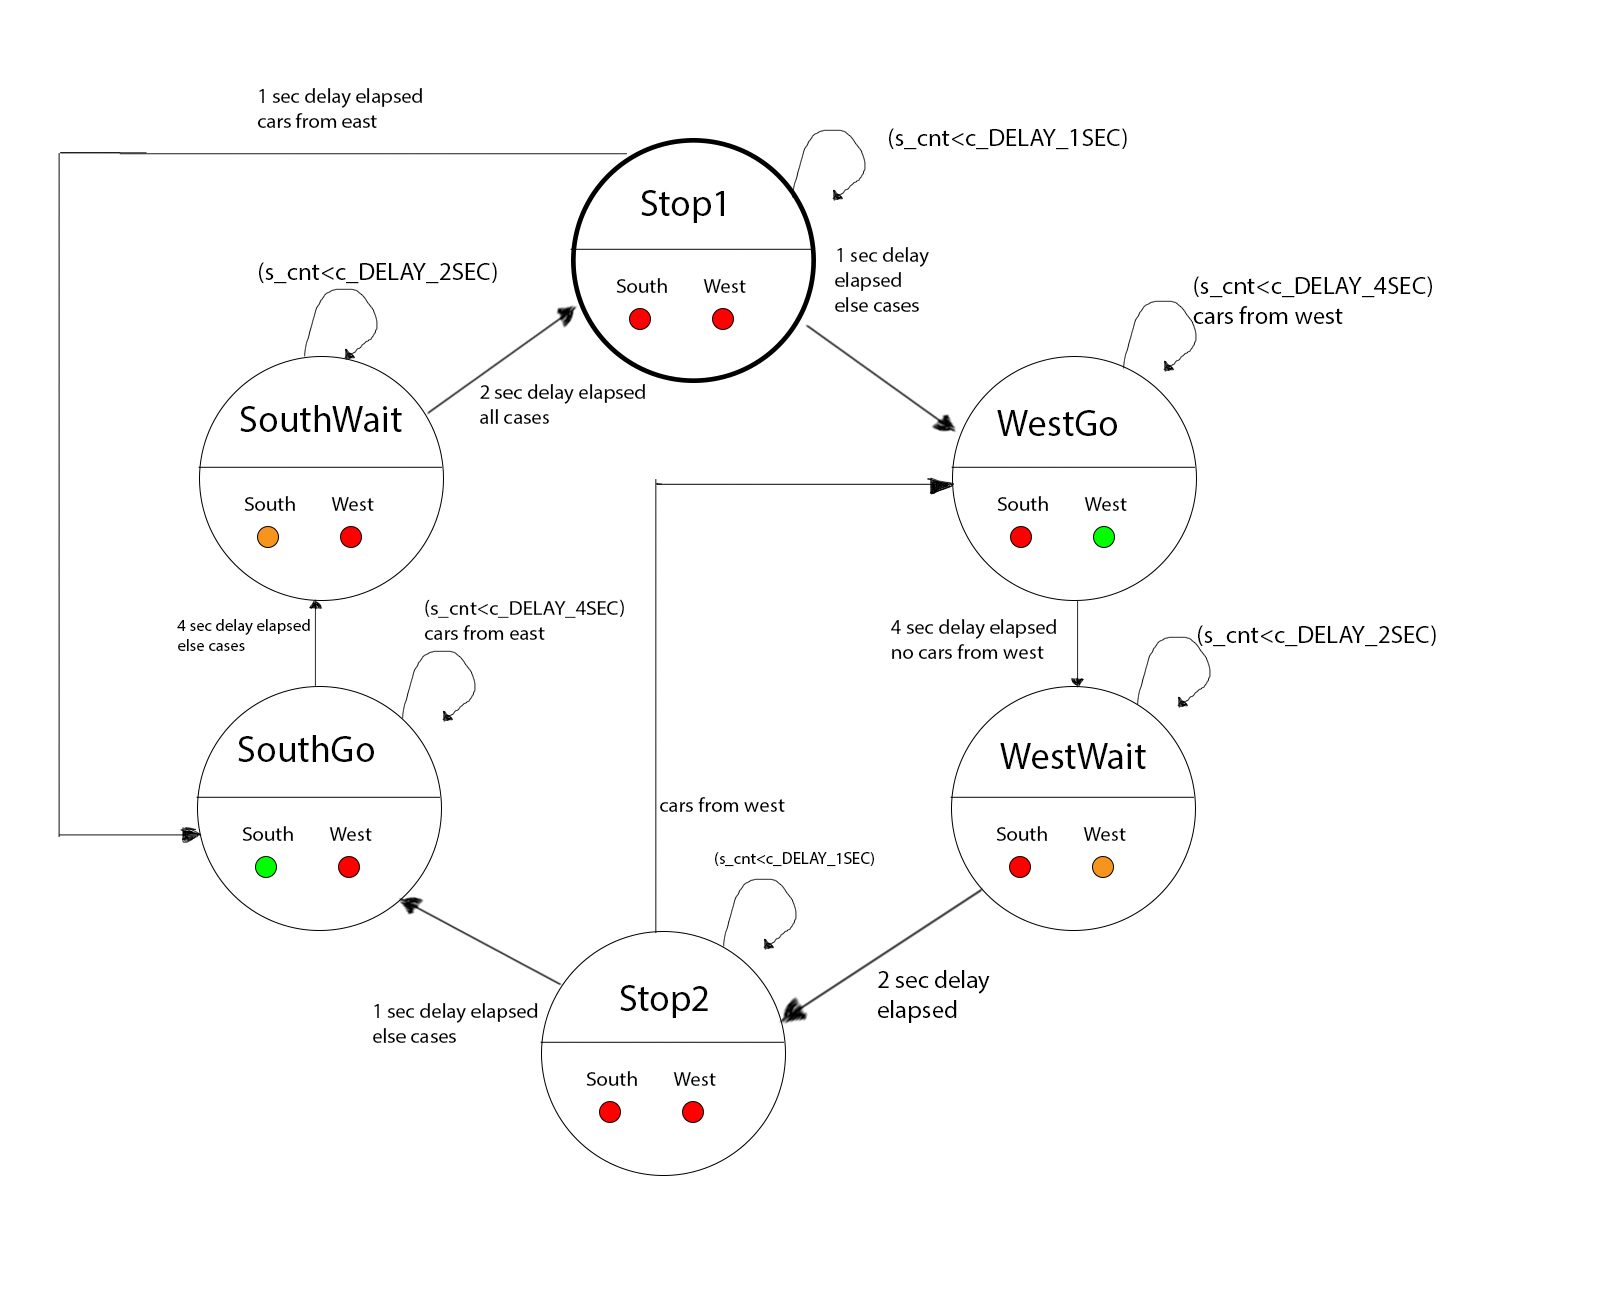 1 sec delay elapsed
cars from east
(s_cnt<c_DELAY_1SEC)
Stop1
South West
1 sec delay
elapsed
else cases
(s_cnt<c_DELAY_2SEC)
2 sec delay elapsed
all cases
SouthWait
South West
(s_cnt<c_DELAY_4SEC)
cars from west
WestGo
South West
4 sec delay elapsed
else cases
(s_cnt<c_DELAY_4SEC)
cars from east
4 sec delay elapsed
no cars from west
(s_cnt<c_DELAY_2SEC)
SouthGo
South West
WestWait
South West
cars from west
(s_cnt<c_DELAY_1SEC)
1 sec delay elapsed
else cases
Stop2
South West
2 sec delay
elapsed